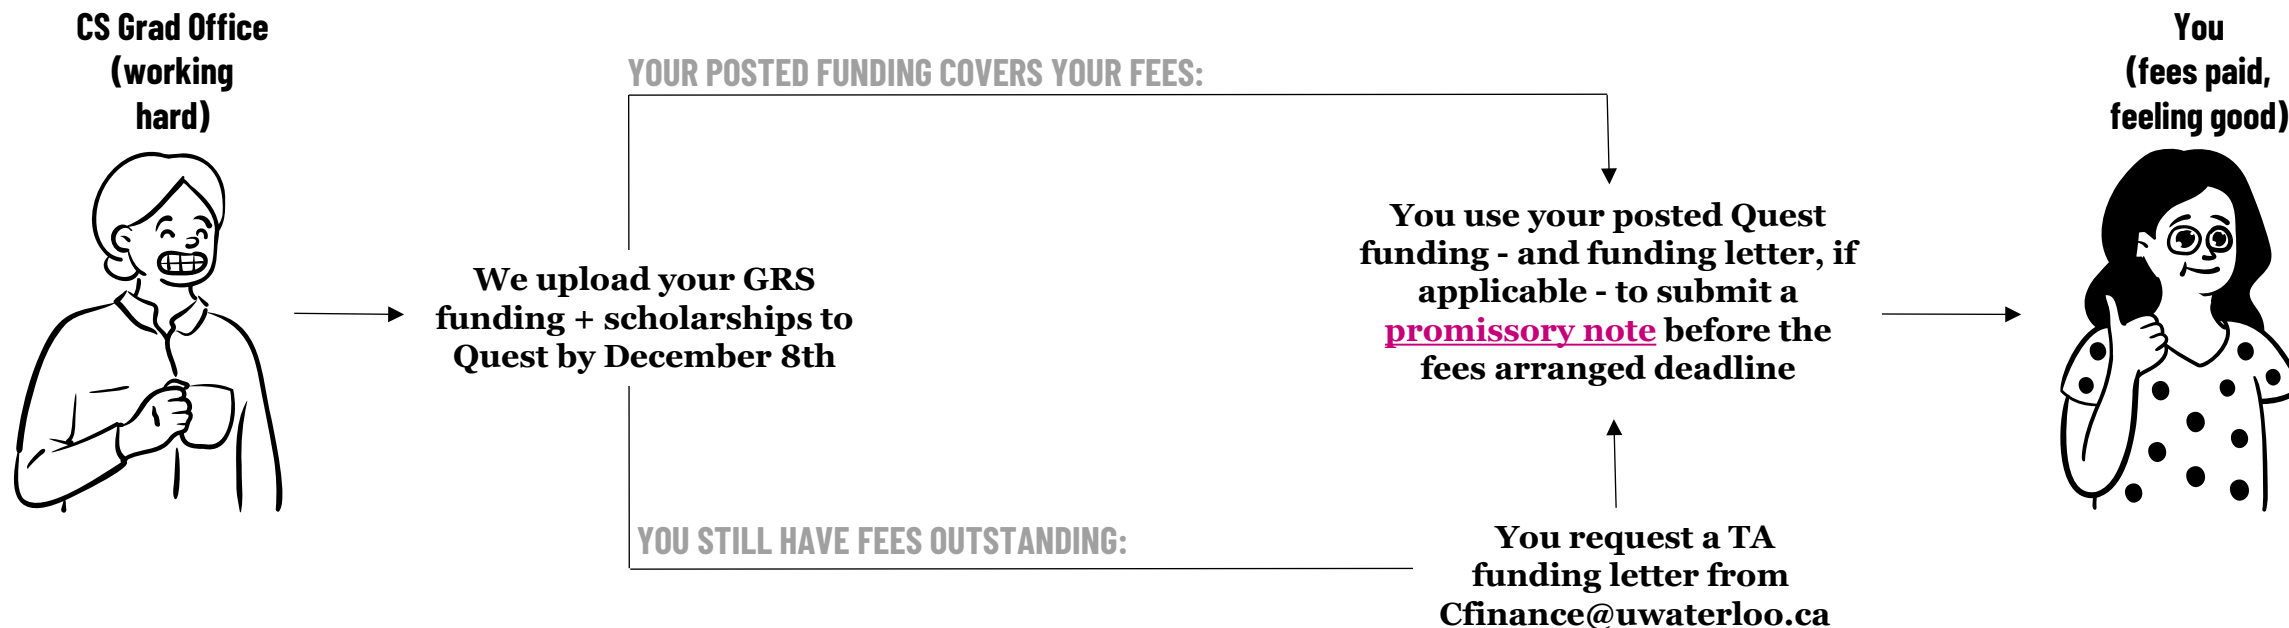 CS Grad Office
(working
hard)
YOUR POSTED FUNDING COVERS YOUR FEES:
You
(fees paid,
feeling good)
We upload your GRS
funding + scholarships to
Quest by December 8th
You use your posted Quest
funding - and funding letter, if
applicable - to submit a
promissory note before the
fees arranged deadline
YOU STILL HAVE FEES OUTSTANDING:
You request a TA
funding letter from
Cfinance@uwaterloo.ca